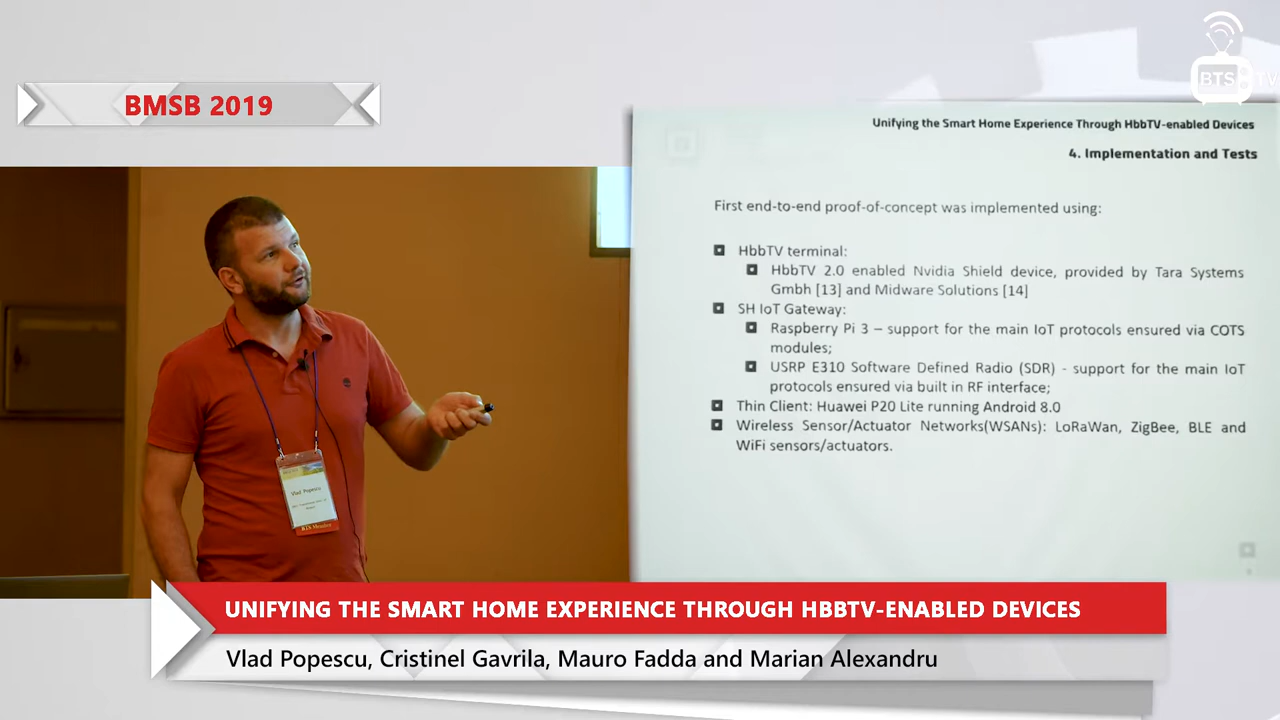 BTS TV
BMSB 2019
Unifying the Smart Home Experience Through HbbTV-enabled Devices
4. Implementation and Tests
First end-to-end proof-of-concept was implemented using:
HbbTV terminal:
HbbTV 2.0 enabled Nvidia Shield device, provided by Tara Systems
Gmbh [13] and Midware Solutions [14]
SH IoT Gateway:
Raspberry Pi 3 – support for the main IoT protocols ensured via COTS
modules;
USRP E310 Software Defined Radio (SDR) - support for the main IoT
protocols ensured via built in RF interface;
Thin Client: Huawei P20 Lite running Android 8.0
Wireless Sensor/Actuator Networks(WSANs): LoRaWan, ZigBee, BLE and
WiFi sensors/actuators.
Vlad Popescu
BTS Member
UNIFYING THE SMART HOME EXPERIENCE THROUGH HBBTV-ENABLED DEVICES
Vlad Popescu, Cristinel Gavrila, Mauro Fadda and Marian Alexandru